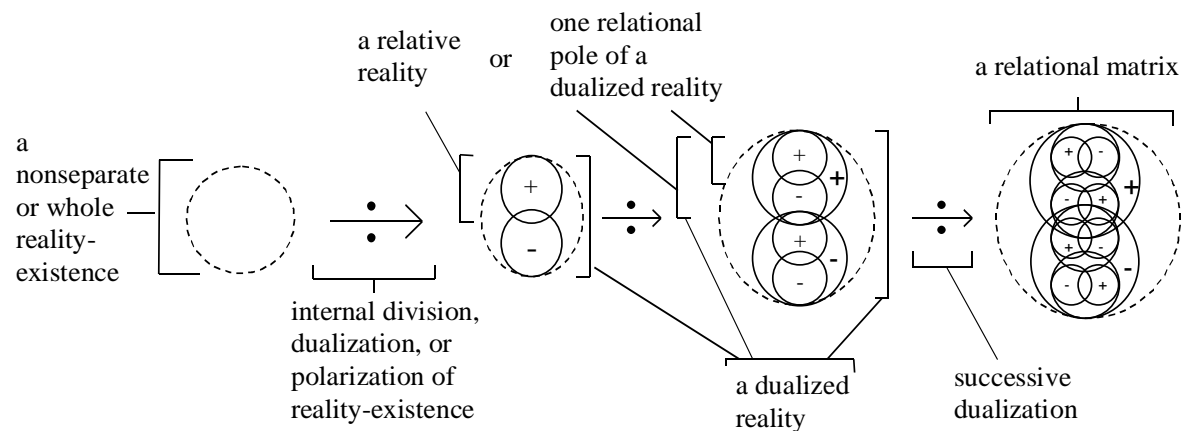 a relative
reality
or
one relational
pole of a
dualized reality
a relational matrix
a
nonseparate
or whole
reality-
existence
÷
+
-
÷
+
-
+
-
+
-
÷
+ -
- +
+ -
- +
+
-
internal division,
dualization, or
polarization of
reality-existence
a dualized
reality
successive
dualization